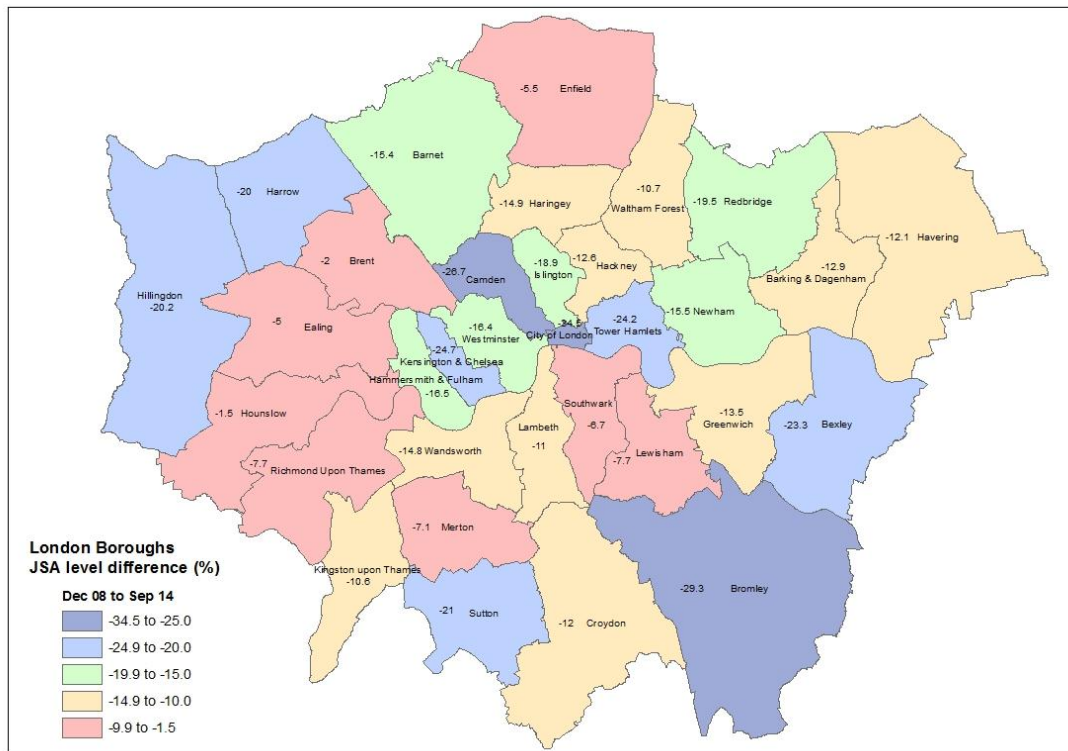 -5.5 Enfield
-15.4 Barnet
-20 Harrow
-10.7
Waltham Forest
-14.9 Haringey
-19.5 Redbridge
-12.1 Havering
-2 Brent
-26.7
Camden
-18.9
Islington
-12.6
Hackney
-12.9
Barking & Dagenham
Hillingdon
-20.2
-5
Ealing
-16.4
Westminster
-34.5
City of London
-24.2
Tower Hamlets
-15.5 Newham
-24.7
Kensington & Chelsea
Hammersmith & Fulham
-16.5
-1.5 Hounslow
Southwark
-6.7
-13.5
Greenwich
-23.3 Bexley
Lambeth
-11
-7.7
Richmond Upon Thames
-14.8 Wandsworth
-7.7
Lewisham
-7.1 Merton
Kingston upon Thames
-10.6
-21 Sutton
-12 Croydon
-29.3 Bromley
London Boroughs
JSA level difference (%)
Dec 08 to Sep 14
-34.5 to -25.0
-24.9 to -20.0
-19.9 to -15.0
-14.9 to -10.0
-9.9 to -1.5